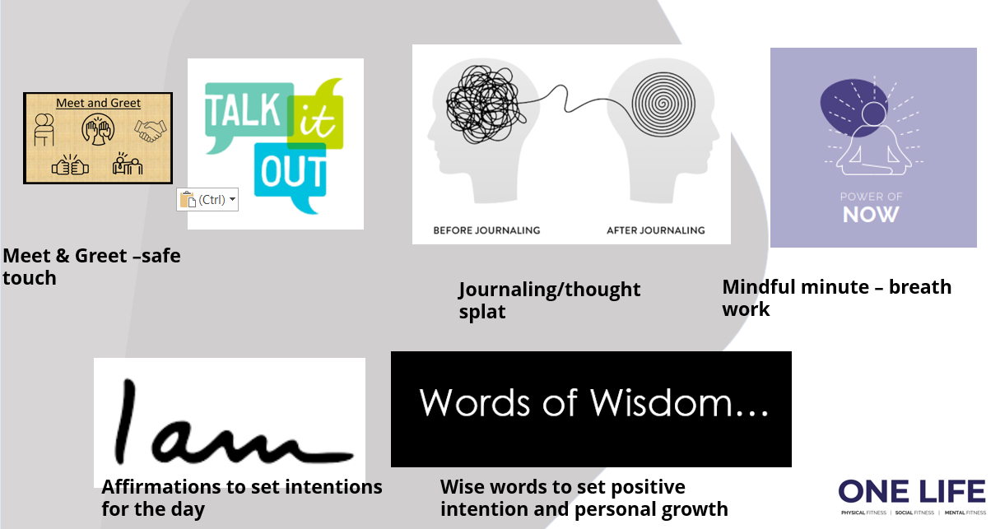 Meet and Greet
TALK
it
OUT
(Ctrl)
Meet & Greet –safe
touch
BEFORE JOURNALING
AFTER JOURNALING
Journaling/thought
splat
POWER OF
NOW
Mindful minute – breath
work
I am
Affirmations to set intentions
for the day
Words of Wisdom...
Wise words to set positive
intention and personal growth
ONE LIFE
PHYSICAL FITNESS | SOCIAL FITNESS | MENTAL FITNESS